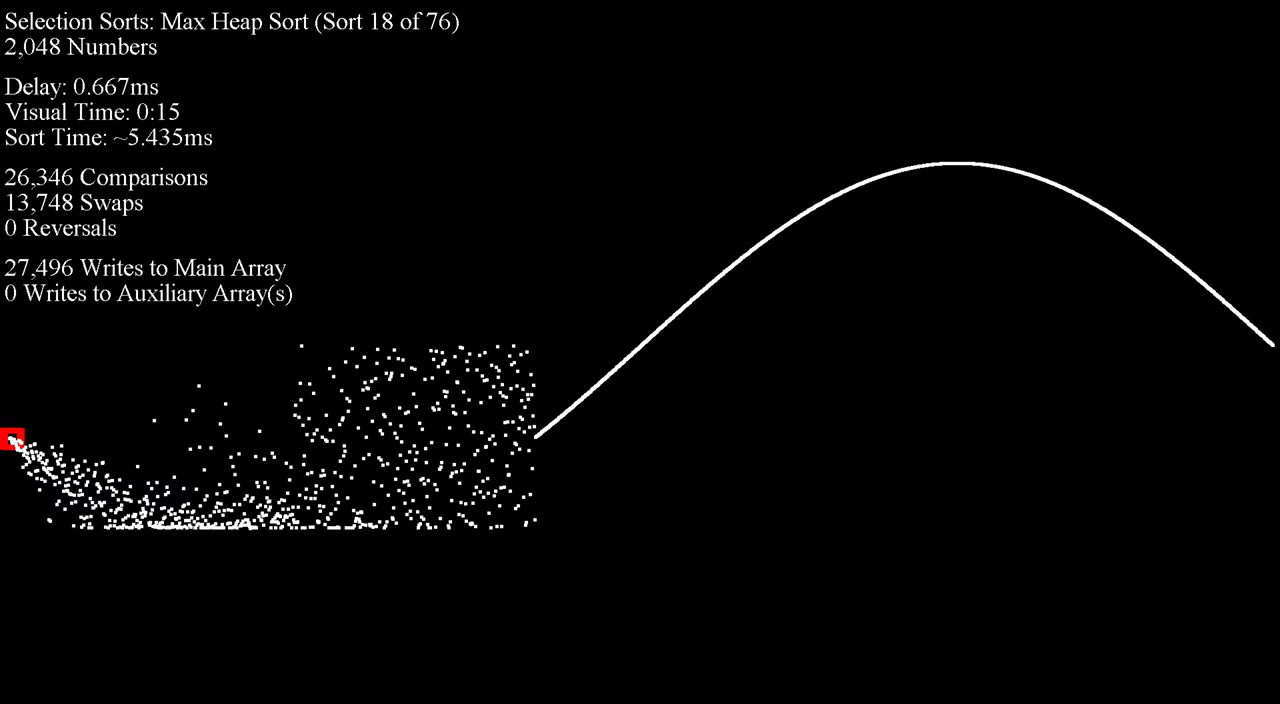 Selection Sorts: Max Heap Sort (Sort 18 of 76)
2,048 Numbers
Delay: 0.667ms
Visual Time: 0:15
Sort Time: ~5.435ms
26,346 Comparisons
13,748 Swaps
0 Reversals
27,496 Writes to Main Array
0 Writes to Auxiliary Array(s)